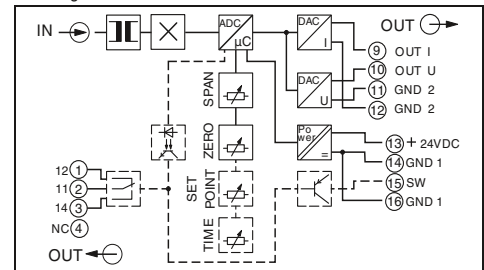 IN
ADC
µC
DAC
I
OUT
9 OUT I
10 OUT U
11 GND 2
12 GND 2
DAC
U
SPAN
ZERO
SET POINT
TIME
Power
=
13 + 24VDC
14 GND 1
15 SW
16 GND 1
12 1
11 2
14 3
NC 4
OUT